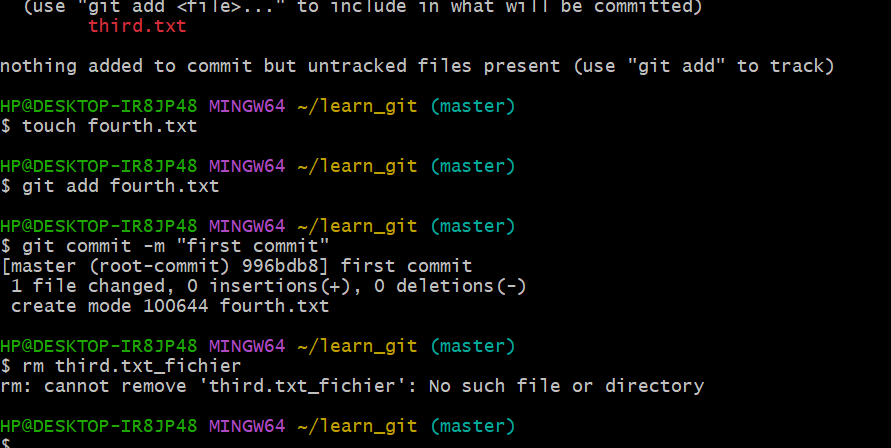 (use "git add <file>..." to include in what will be committed)
third.txt
nothing added to commit but untracked files present (use "git add" to track)
HP@DESKTOP-IR8JP48 MINGW64 ~/learn_git (master)
$ touch fourth.txt
HP@DESKTOP-IR8JP48 MINGW64 ~/learn_git (master)
$ git add fourth.txt
HP@DESKTOP-IR8JP48 MINGW64 ~/learn_git (master)
$ git commit -m "first commit"
[master (root-commit) 996bdb8] first commit
1 file changed, 0 insertions(+), 0 deletions(-)
create mode 100644 fourth.txt
HP@DESKTOP-IR8JP48 MINGW64 ~/learn_git (master)
$ rm third.txt_fichier
rm: cannot remove 'third.txt_fichier': No such file or directory
HP@DESKTOP-IR8JP48 MINGW64 ~/learn_git (master)
$